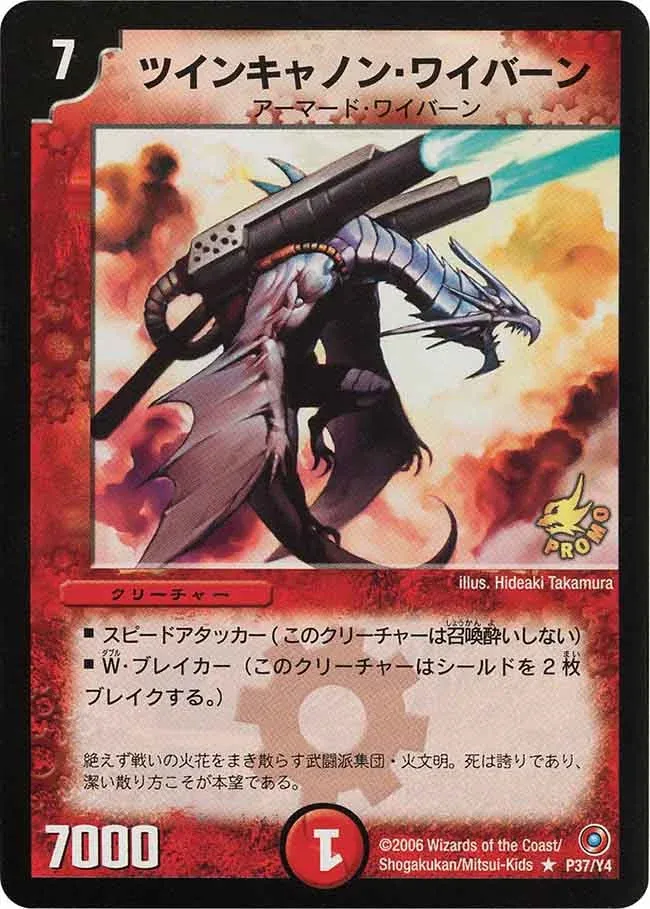 7
ツインキャノン・ワイバーン
アーマード・ワイバーン
PROMO
illus. Hideaki Takamura
クリーチャー
■ スピードアタッカー(このクリーチャーは召喚酔いしない)
■ W・ブレイカー(このクリーチャーはシールドを2枚
ブレイクする。)
絶えず戦いの火花をまき散らす武闘派集団・火文明。死は誇りであり、
潔い散り方こそが本望である。
7000
1
©2006 Wizards of the Coast/
Shogakukan/Mitsui-Kids ★ P37/Y4